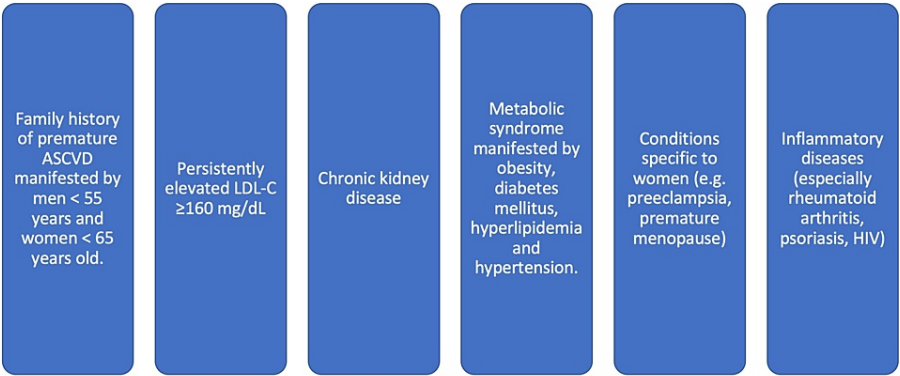 Family history
of premature
ASCVD
manifested by
men < 55
years and
women < 65
years old.
Persistently
elevated LDL-C
≥160 mg/dL
Chronic kidney
disease
Metabolic
syndrome
manifested by
obesity,
diabetes
mellitus,
hyperlipidemia
and
hypertension.
Conditions
specific to
women (e.g.
preeclampsia,
premature
menopause)
Inflammatory
diseases
(especially
rheumatoid
arthritis,
psoriasis, HIV)